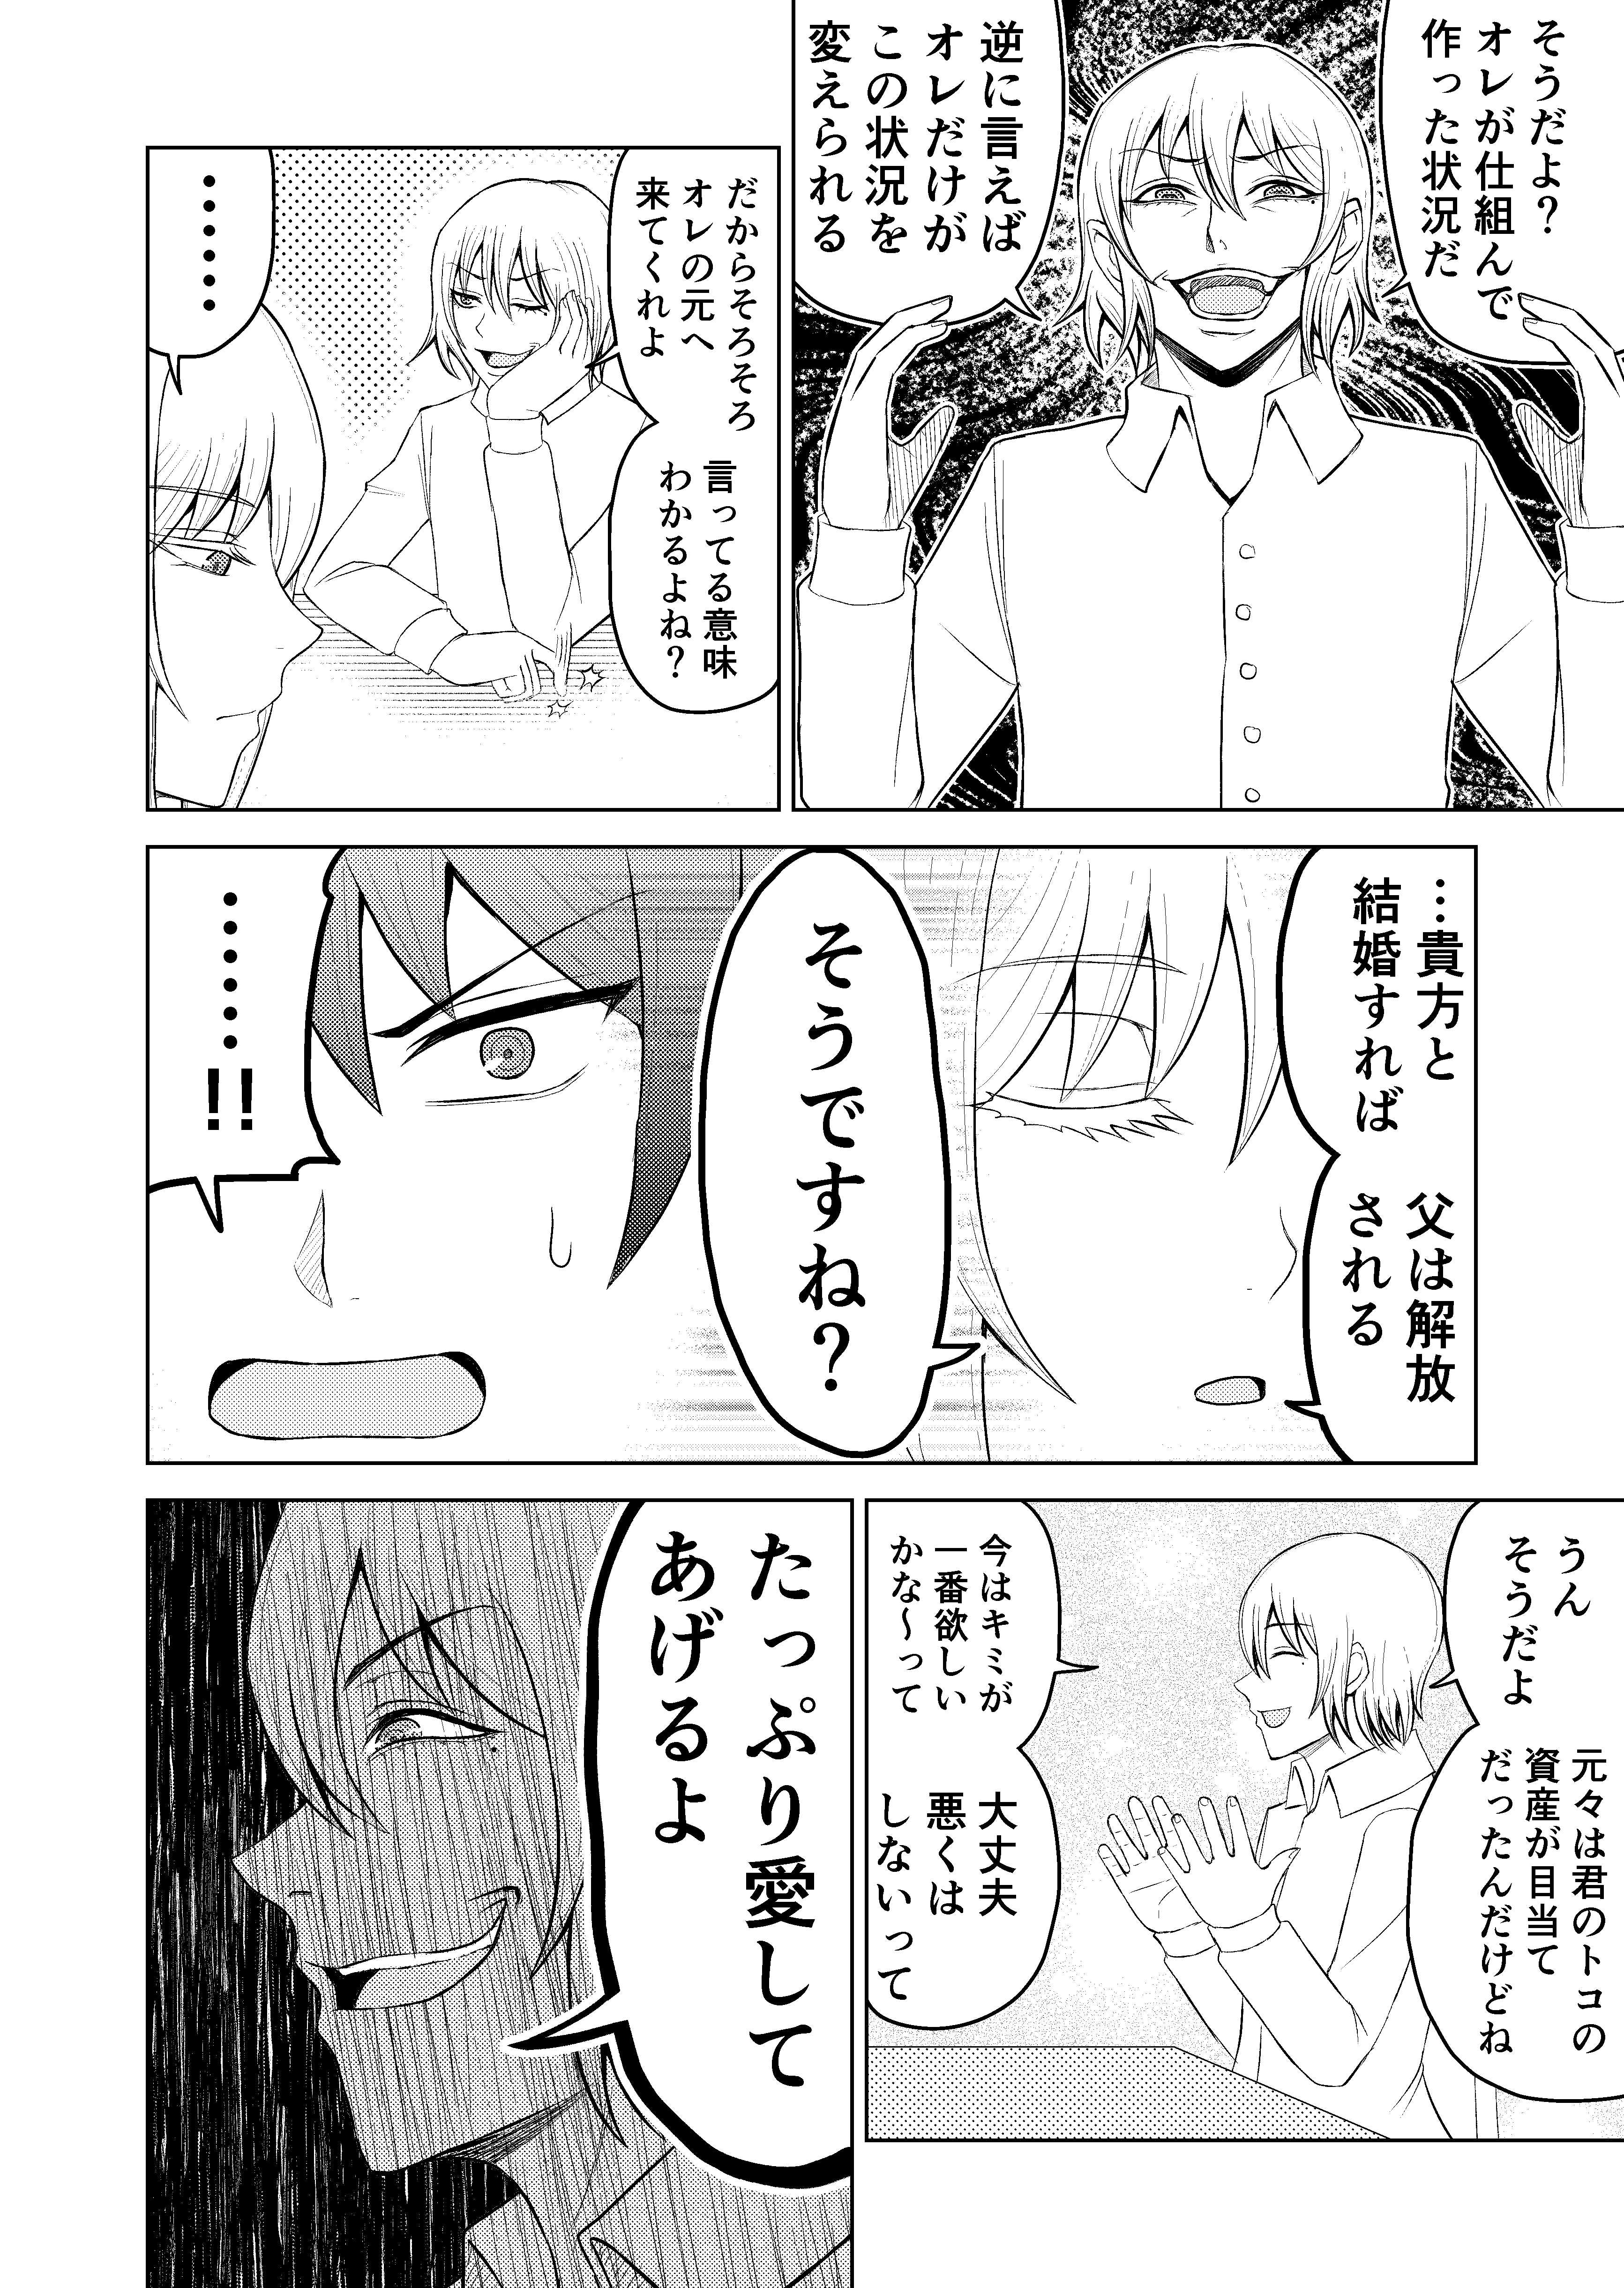 そうだよ?
オレが仕組んで
作った状況だ
逆に言えば
オレだけが
この状況を
変えられる
だからそろそろ
オレの元へ
来てくれよ
言ってる意味
わかるよね?
・・・・・・
…貴方と
結婚すれば
父は解放
される
そうですね?
・・・・・・!!
うん
そうだよ
元々は君のトコの
資産が目当て
だったんだけどね
今はキミが
一番欲しい
かな〜って
大丈夫
悪くは
しないって
たっぷり愛して
あげるよ